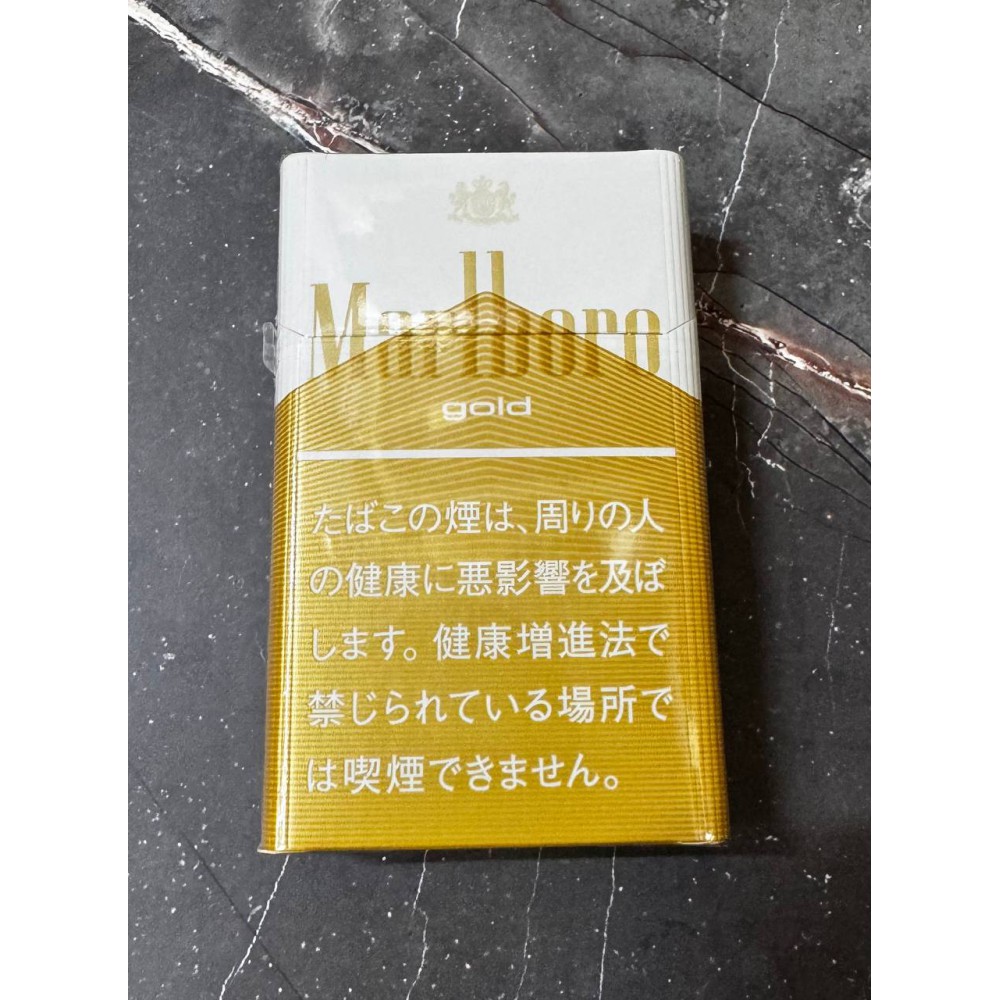 Marlboro
gold
たばこの煙は、周りの人
の健康に悪影響を及ぼ
します。健康増進法で
禁じられている場所で
は喫煙できません。